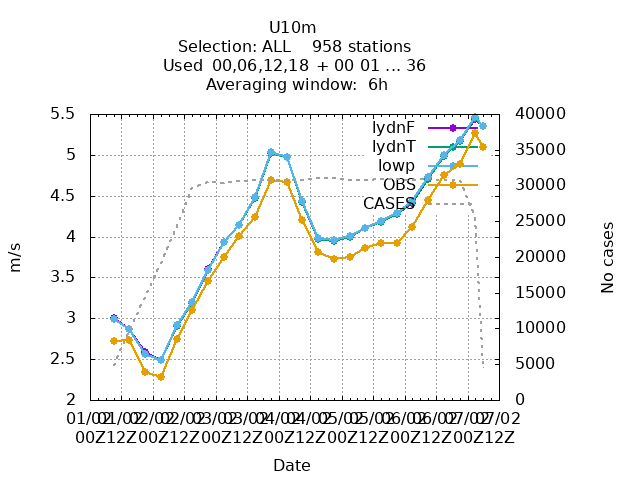 U10m
Selection: ALL    958 stations
Used  00,06,12,18  + 00 01 ... 36
Averaging window:  6h
5.5
5
4.5
4
3.5
3
2.5
2
m/s
40000
35000
30000
25000
20000
15000
10000
5000
0
No cases
lydnF
lydnT
lowp
OBS
CASES
01/02 01/02 02/02 02/02 03/02 03/02 04/02 04/02 05/02 05/02 06/02 06/02 07/02 07/02
00Z 12Z 00Z 12Z 00Z 12Z 00Z 12Z 00Z 12Z 00Z 12Z 00Z 12Z
Date